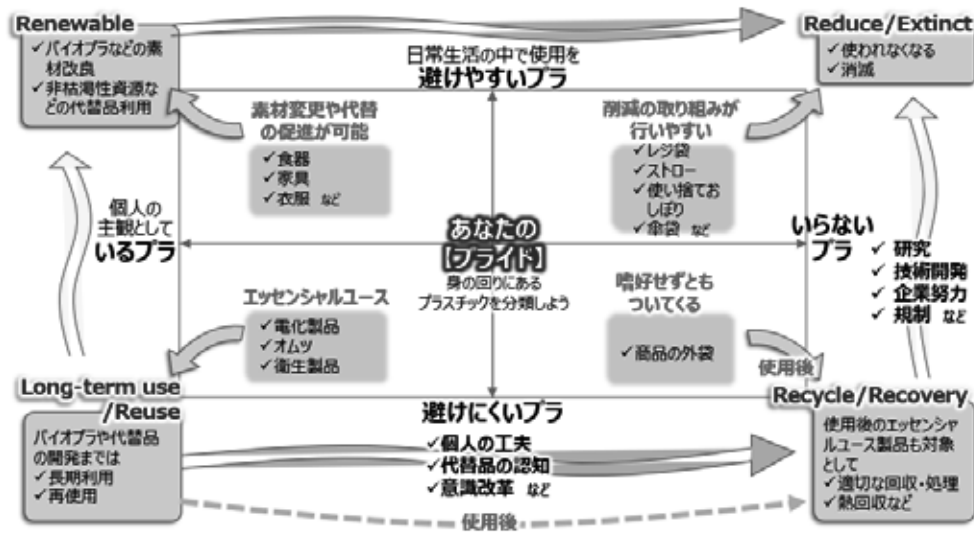 Renewable
✓バイオプラなどの素
材改良
✓非枯渇性資源な
どの代替品利用
Reduce/Extinct
✓使われなくなる
✓消滅
日常生活の中で使用を
避けやすいプラ
素材変更や代替
の促進が可能
✓食器
✓家具
✓衣服 など
削減の取り組みが
行いやすい
✓レジ袋
✓ストロー
✓使い捨てお
しぼり
✓傘袋 など
個人の
主観として
いるプラ
あなたの
【プライド】
身の回りにある
プラスチックを分類しよう
いらない
プラ
✓研究
✓技術開発
✓企業努力
✓規制 など
エッセンシャルユース
✓電化製品
✓オムツ
✓衛生製品
嗜好せずとも
ついてくる
✓商品の外袋
使用後
Long-term use
/Reuse
バイオプラや代替品
の開発までは
✓長期利用
✓再使用
避けにくいプラ
✓個人の工夫
✓代替品の認知
✓意識改革 など
使用後
Recycle/Recovery
使用後のエッセンシャ
ルユース製品も対象
として
✓適切な回収・処理
✓熱回収など